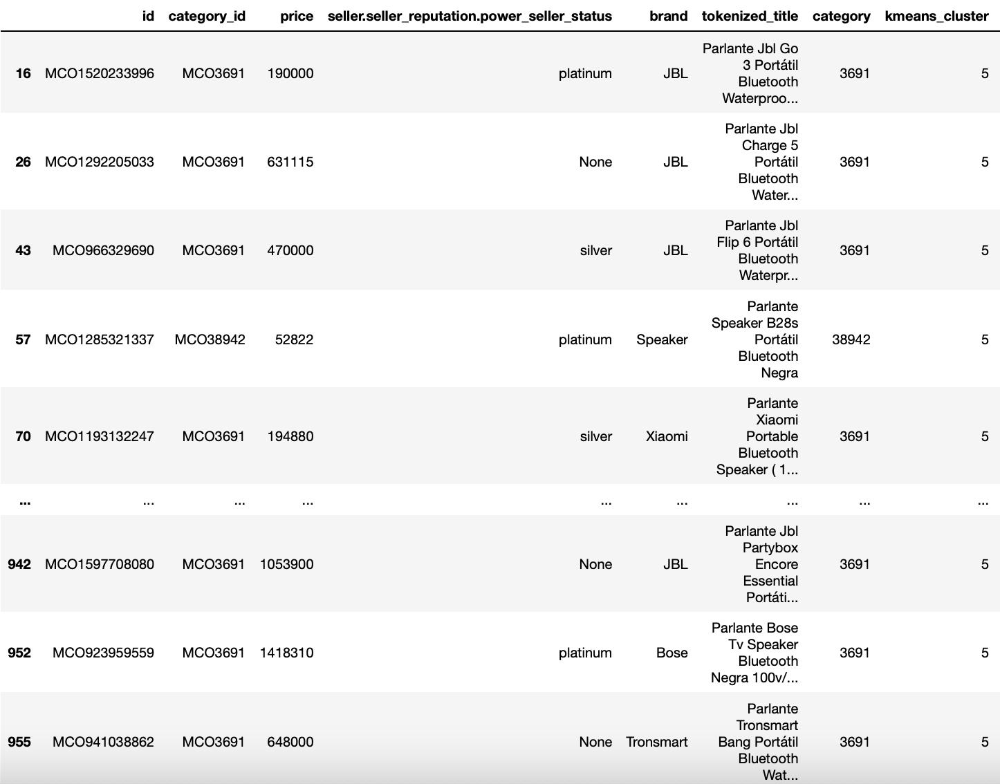 id category_id price seller.seller_reputation.power_seller_status brand tokenized_title category kmeans_cluster
16 MCO1520233996 MCO3691 190000 platinum JBL Parlante Jbl Go 3 Portátil Bluetooth Waterproo... 3691 5
26 MCO1292205033 MCO3691 631115 None JBL Parlante Jbl Charge 5 Portátil Bluetooth Water... 3691 5
43 MCO966329690 MCO3691 470000 silver JBL Parlante Jbl Flip 6 Portátil Bluetooth Waterpr... 3691 5
57 MCO1285321337 MCO38942 52822 platinum Speaker Parlante Speaker B28s Portátil Bluetooth Negra 38942 5
70 MCO1193132247 MCO3691 194880 silver Xiaomi Parlante Xiaomi Portable Bluetooth Speaker ( 1... 3691 5
... ... ... ... ... ... ... ... ...
942 MCO1597708080 MCO3691 1053900 None JBL Parlante Jbl Partybox Encore Essential Portáti... 3691 5
952 MCO923959559 MCO3691 1418310 platinum Bose Parlante Bose Tv Speaker Bluetooth Negra 100v/... 3691 5
955 MCO941038862 MCO3691 648000 None Tronsmart Parlante Tronsmart Bang Portátil Bluetooth Wat... 3691 5